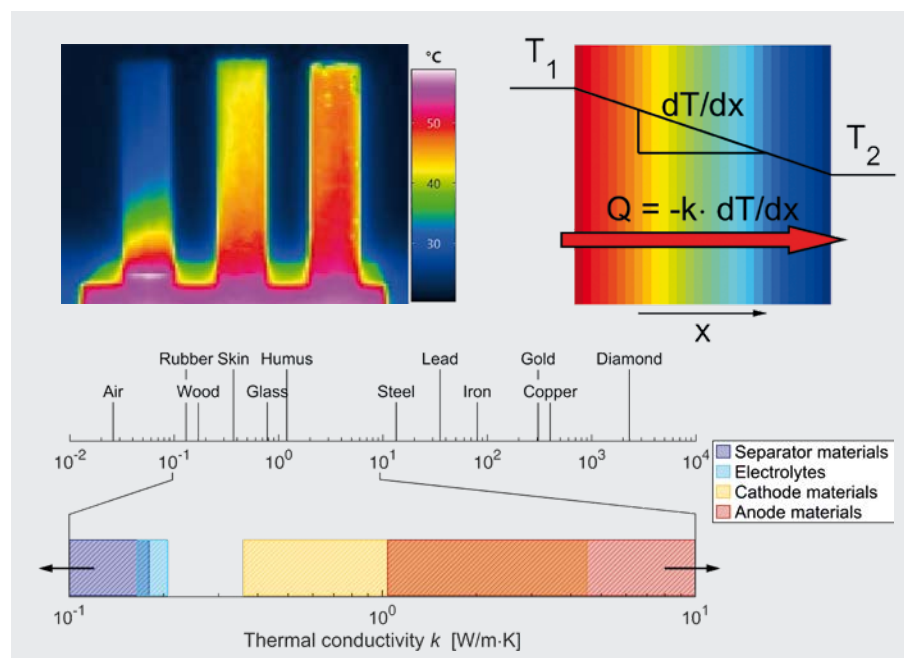 °C
50
40
30
T₁
dT/dx
T₂
Q = -k· dT/dx
x
Rubber Skin Humus Lead Gold Diamond
Air Wood Glass Steel Iron Copper
10⁻² 10⁻¹ 10⁰ 10¹ 10² 10³ 10⁴
Separator materials
Electrolytes
Cathode materials
Anode materials
10⁻¹ 10⁰ 10¹
Thermal conductivity k [W/m·K]